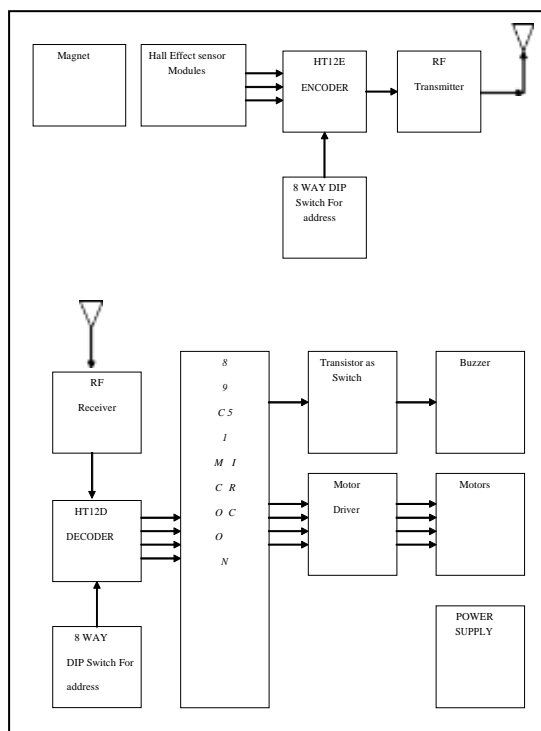 Magnet
Hall Effect sensor
Modules
HT12E
ENCODER
RF
Transmitter
8 WAY DIP
Switch For
address
RF
Receiver
HT12D
DECODER
8 WAY
DIP Switch For
address
8
9
C 5
1
M I
C R
O C
O
N
Transistor as
Switch
Buzzer
Motor
Driver
Motors
POWER
SUPPLY